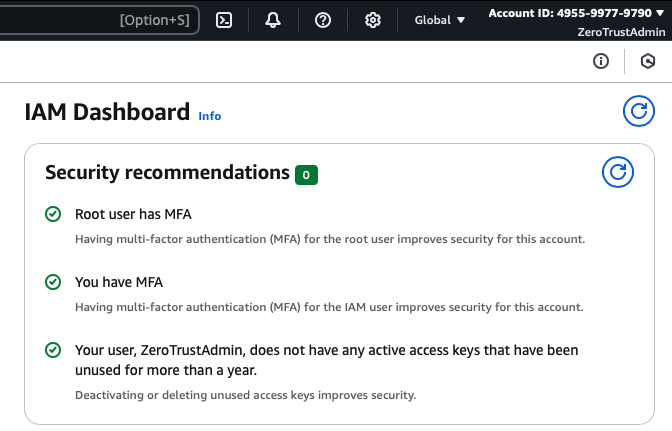 [Option+S]
Global ▼
Account ID: 4955-9977-9790 ▼
ZeroTrustAdmin
IAM Dashboard Info
Security recommendations 0
Root user has MFA
Having multi-factor authentication (MFA) for the root user improves security for this account.
You have MFA
Having multi-factor authentication (MFA) for the IAM user improves security for this account.
Your user, ZeroTrustAdmin, does not have any active access keys that have been
unused for more than a year.
Deactivating or deleting unused access keys improves security.